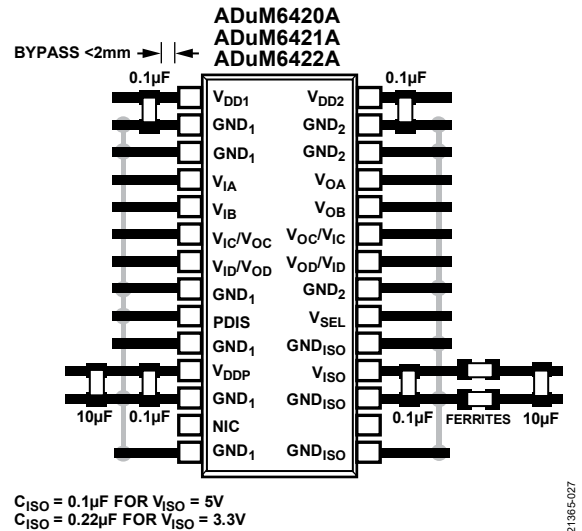 ADuM6420A
ADuM6421A
ADuM6422A
BYPASS <2mm
0.1µF 0.1µF
VDD1 VDD2
GND1 GND2
GND1 GND2
VIA VOA
VIB VOB
VIC/VOC VOC/VIC
VID/VOD VOD/VID
GND1 GND2
PDIS VSEL
GND1 GNDISO
VDDP VISO
GND1 GNDISO
10µF 0.1µF 0.1µF FERRITES 10µF
NIC
GND1 GNDISO
CISO = 0.1µF FOR VISO = 5V
CISO = 0.22µF FOR VISO = 3.3V
21365-027